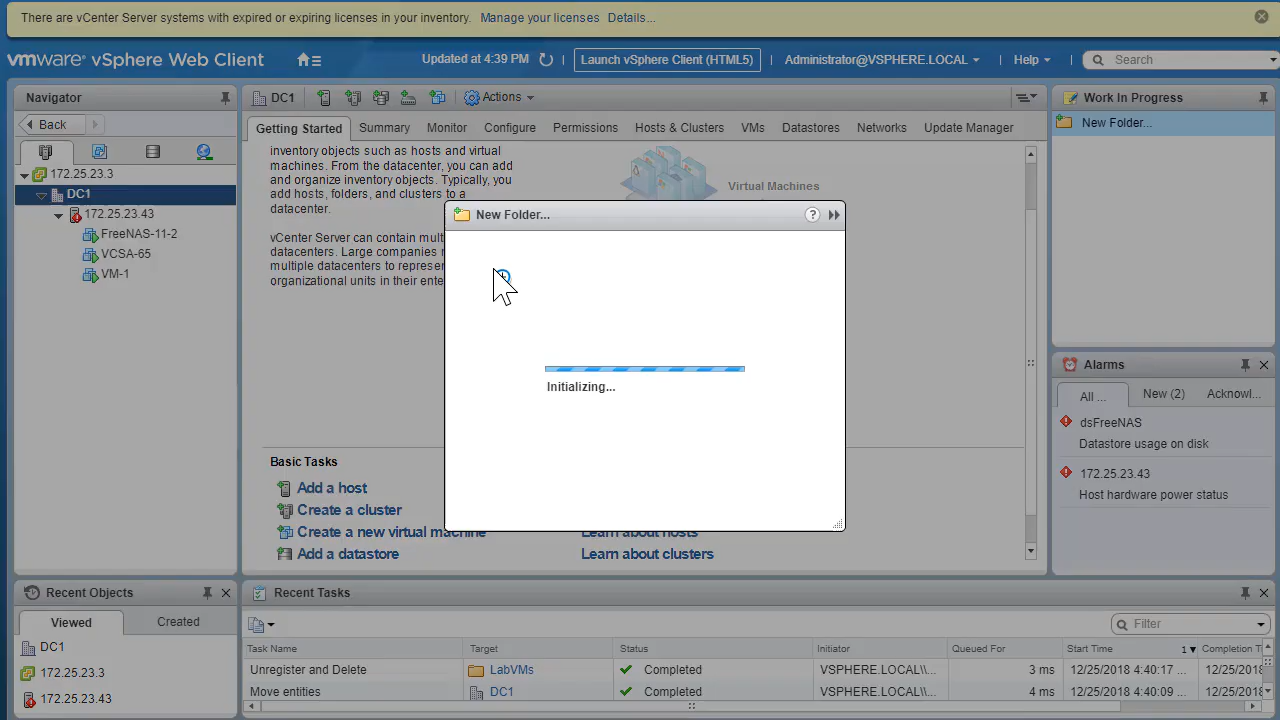 There are vCenter Server systems with expired or expiring licenses in your inventory. Manage your licenses Details...
vmware® vSphere Web Client Updated at 4:39 PM Launch vSphere Client (HTML5) Administrator@VSPHERE.LOCAL Help Search
Navigator
Back
172.25.23.3
DC1
172.25.23.43
FreeNAS-11-2
VCSA-65
VM-1
DC1 Actions
Getting Started Summary Monitor Configure Permissions Hosts & Clusters VMs Datastores Networks Update Manager
inventory objects such as hosts and virtual
machines. From the datacenter, you can add
and organize inventory objects. Typically, you
add hosts, folders, and clusters to a
datacenter.
vCenter Server can contain mult
datacenters. Large companies
multiple datacenters to represen
organizational units in their ente
Virtual Machines
New Folder...
Initializing...
Basic Tasks
Add a host
Create a cluster
Create a new virtual machine
Add a datastore
Learn about hosts
Learn about clusters
Work In Progress
New Folder...
Alarms
All ... New (2) Acknowl...
dsFreeNAS
Datastore usage on disk
172.25.23.43
Host hardware power status
Recent Objects
Viewed Created
DC1
172.25.23.3
172.25.23.43
Recent Tasks
Filter
Task Name Target Status Initiator Queued For Start Time 1 Completion T
Unregister and Delete LabVMs Completed VSPHERE.LOCAL\\... 3 ms 12/25/2018 4:40:17 12/25/2018
Move entities DC1 Completed VSPHERE.LOCAL\\... 4 ms 12/25/2018 4:40:09 12/25/2018